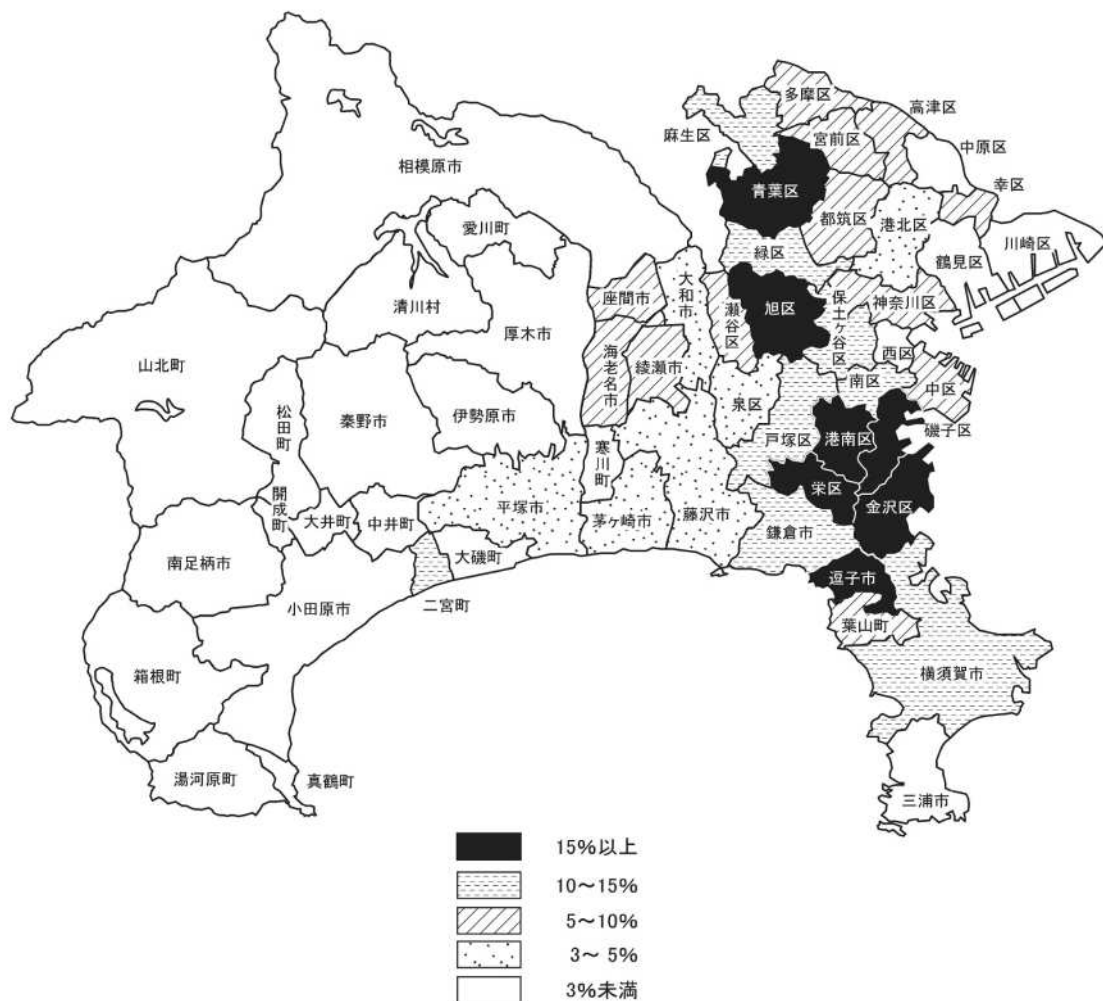 多摩区
高津区
麻生区
宮前区
中原区
相模原市
青葉区
幸区
都筑区
港北区
愛川町
緑区
鶴見区
川崎区
座間市
大和市
瀬谷区
旭区
保土ヶ谷区
神奈川区
清川村
厚木市
西区
山北町
海老名市
綾瀬市
南区
中区
松田町
秦野市
伊勢原市
泉区
戸塚区
港南区
磯子区
寒川町
開成町
大井町
中井町
平塚市
茅ヶ崎市
藤沢市
栄区
金沢区
鎌倉市
南足柄市
大磯町
逗子市
小田原市
二宮町
葉山町
箱根町
横須賀市
湯河原町
真鶴町
三浦市
15%以上
10～15%
5～10%
3～ 5%
3%未満